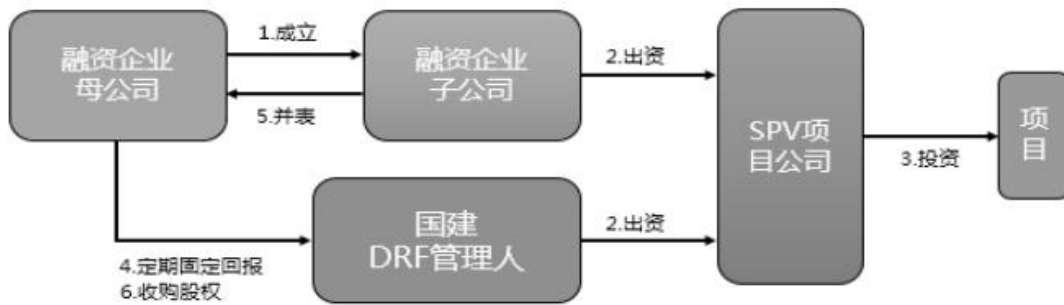 融资企业
母公司
1.成立
5.并表
融资企业
子公司
2.出资
SPV项
目公司
3.投资
项
目
国建
DRF管理人
2.出资
4.定期固定回报
6.收购股权